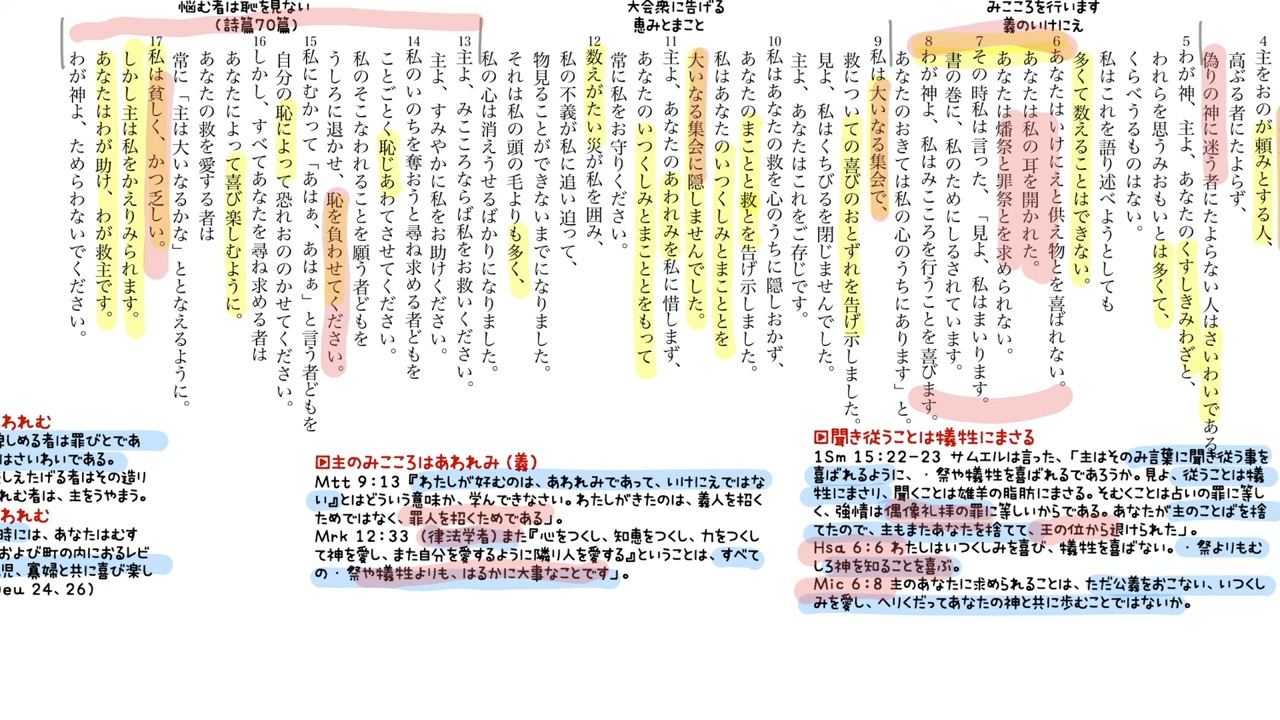 みこころを行います
義のいけにえ
大会衆に告げる
恵みとまこと
悩む者は恥を見ない
(詩篇70篇)
4 主をおのが頼みとする人、
高ぶる者にたよらず、
偽りの神に迷う者にたよらない人はさいわいである。
5 わが神、主よ、あなたのくすしきみわざと、
われらを思うみおもいとは多くて、
くらべうるものはない。
私はこれを語り述べようとしても
多くて数えることはできない。
6 あなたはいけにえと供え物とを喜ばれない。
あなたは私の耳を開かれた。
あなたは燔祭と罪祭とを求められない。
7 その時私は言った、「見よ、私はまいります。
書の巻に、私のためにしるされています。
8 わが神よ、私はみこころを行うことを喜びます。
あなたのおきては私の心のうちにあります」と。
9 私は大いなる集会で、
救についての喜びのおとずれを告げ示しました。
見よ、私はくちびるを閉じませんでした。
主よ、あなたはこれをご存じです。
10 私はあなたの救を心のうちに隠しおかず、
あなたのまことと救とを告げ示しました。
私はあなたのいつくしみとまこととを
大いなる集会に隠しませんでした。
11 主よ、あなたのあわれみを私に惜しまず、
あなたのいつくしみとまこととをもって
常に私をお守りください。
12 数えがたい災が私を囲み、
私の不義が私に追い迫って、
物見ることができないまでになりました。
それは私の頭の毛よりも多く、
私の心は消えうせるばかりになりました。
13 主よ、みこころならば私をお救いください。
主よ、すみやかに私をお助けください。
14 私のいのちを奪おうと尋ね求める者どもを
ことごとく恥じあわてさせてください。
私のそこなわれることを願う者どもを
うしろに退かせ、恥を負わせてください。
15 私にむかって「あはぁ、あはぁ」と言う者どもを
自分の恥によって恐れおののかせてください。
16 しかし、すべてあなたを尋ね求める者は
あなたによって喜び楽しむように。
あなたの救を愛する者は
常に「主は大いなるかな」ととなえるように。
17 私は貧しく、かつ乏しい。
しかし主は私をかえりみられます。
あなたはわが助け、わが救主です。
わが神よ、ためらわないでください。
聞き従うことは犠牲にまさる
1Sm 15:22-23 サムエルは言った、「主はそのみ言葉に聞き従う事を
喜ばれるように、・祭や犠牲を喜ばれるであろうか。見よ、従うことは犠
牲にまさり、聞くことは雄羊の脂肪にまさる。そむくことは占いの罪に等し
く、強情は偶像礼拝の罪に等しいからである。あなたが主のことばを捨
てたので、主もまたあなたを捨てて、王の位から退けられた」。
Hsa 6:6 わたしはいつくしみを喜び、犠牲を喜ばない。・祭よりもむ
しろ神を知ることを喜ぶ。
Mic 6:8 主のあなたに求められることは、ただ公義をおこない、いつくし
みを愛し、へりくだってあなたの神と共に歩むことではないか。
主のみこころはあわれみ (義)
Mtt 9:13『わたしが好むのは、あわれみであって、いけにえではな
い』とはどういう意味か、学んできなさい。わたしがきたのは、義人を招く
ためではなく、罪人を招くためである」。
Mrk 12:33 (律法学者)また『心をつくし、知恵をつくし、力をつくし
て神を愛し、また自分を愛するように隣り人を愛する』ということは、すべて
の・祭や犠牲よりも、はるかに大事なことです」。
われむ
しめる者は罪びとであ
はさいわいである。
しえたげる者はその造り
れむ者は、主をうやまう。
われむ
時には、あなたはむす
および町の内におるレビ
児、寡婦と共に喜び楽し
eu 24、26)